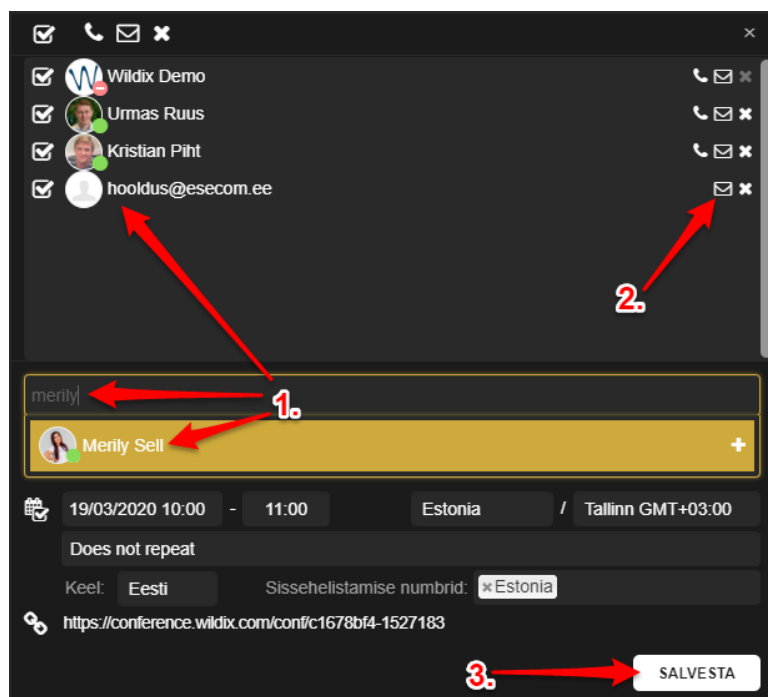 ×
Wildix Demo
Urmas Ruus
Kristian Piht
hooldus@esecom.ee
2.
merily
1.
Merily Sell
19/03/2020 10:00 - 11:00 Estonia / Tallinn GMT+03:00
Does not repeat
Keel: Eesti Sissehelistamise numbrid: ×Estonia
https://conference.wildix.com/conf/c1678bf4-1527183
3. SALVESTA